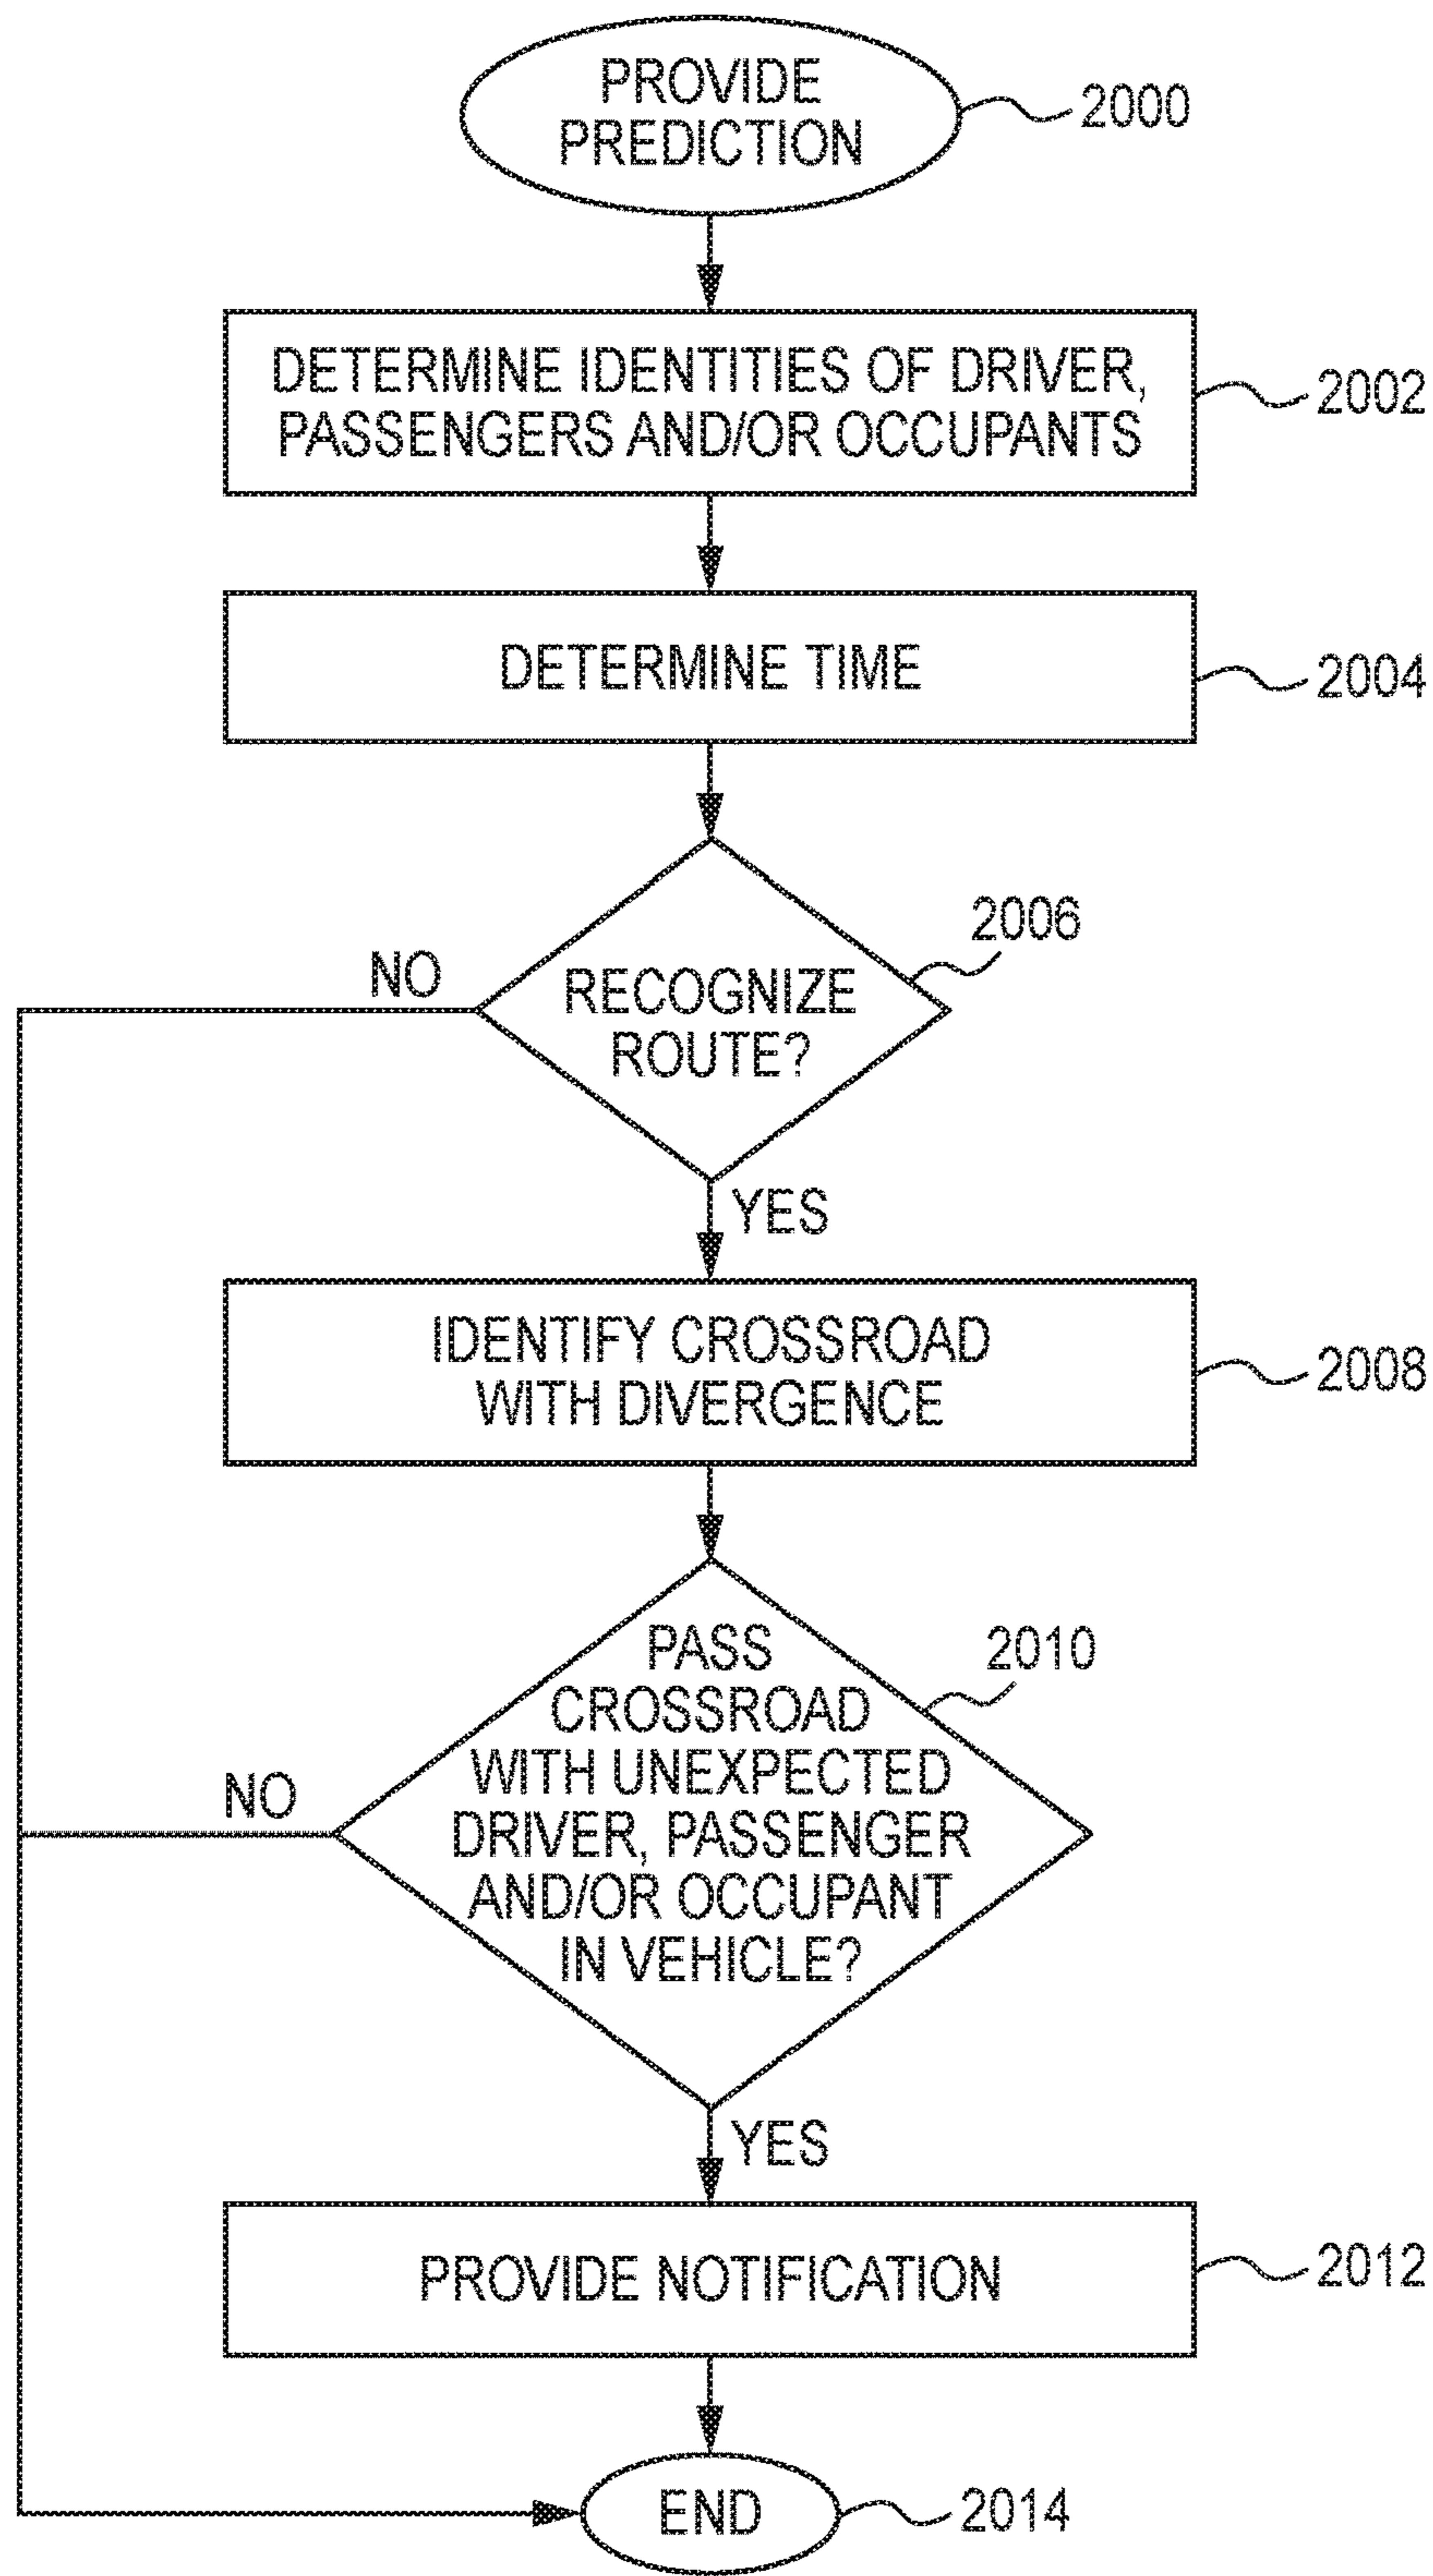 PROVIDE
PREDICTION
2000
DETERMINE IDENTITIES OF DRIVER,
PASSENGERS AND/OR OCCUPANTS
2002
DETERMINE TIME
2004
2006
NO
RECOGNIZE
ROUTE?
YES
IDENTIFY CROSSROAD
WITH DIVERGENCE
2008
PASS
CROSSROAD
WITH UNEXPECTED
DRIVER, PASSENGER
AND/OR OCCUPANT
IN VEHICLE?
2010
NO
YES
PROVIDE NOTIFICATION
2012
END
2014